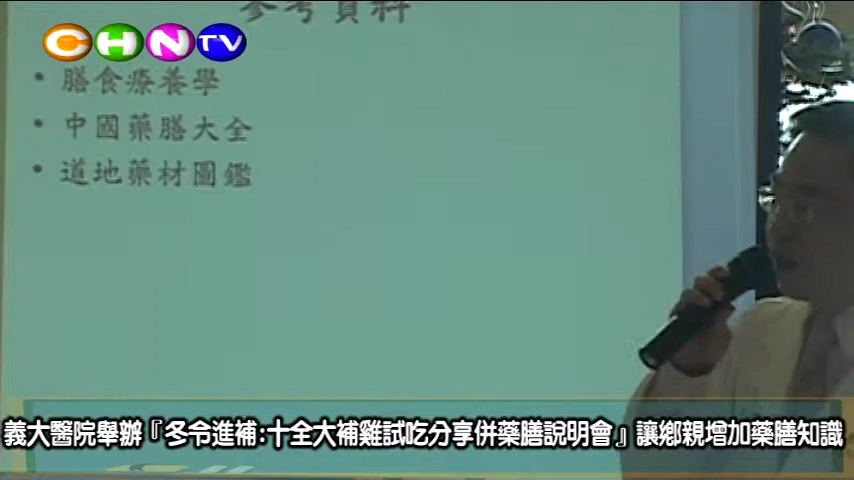 參考資料
CHNTV
• 膳食療養學
• 中國藥膳大全
• 道地藥材圖鑑
義大醫院舉辦『冬令進補:十全大補雞試吃分享併藥膳說明會』讓鄉親增加藥膳知識